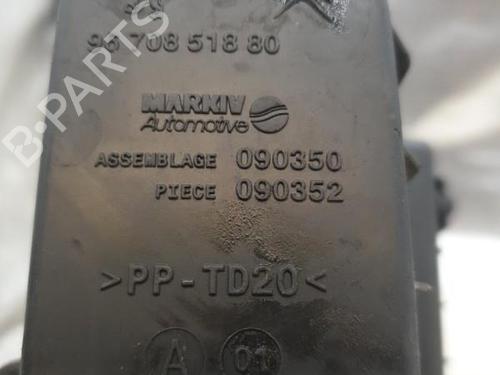 96 708 518 80
MARKIV
Automotive
ASSEMBLAGE 090350
PIECE 090352
>PP-TD20<
A 01
B-PARTS